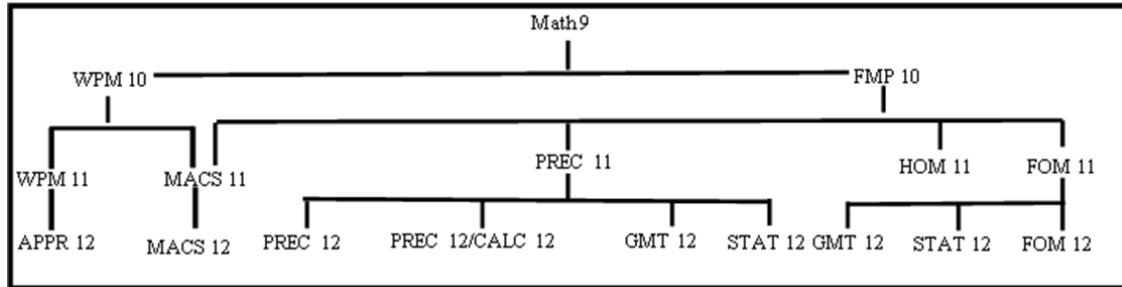 Math9
WPM 10 FMP 10
WPM 11 MACS 11 PREC 11 HOM 11 FOM 11
APPR 12 MACS 12 PREC 12 PREC 12/CALC 12 GMT 12 STAT 12 GMT 12 STAT 12 FOM 12